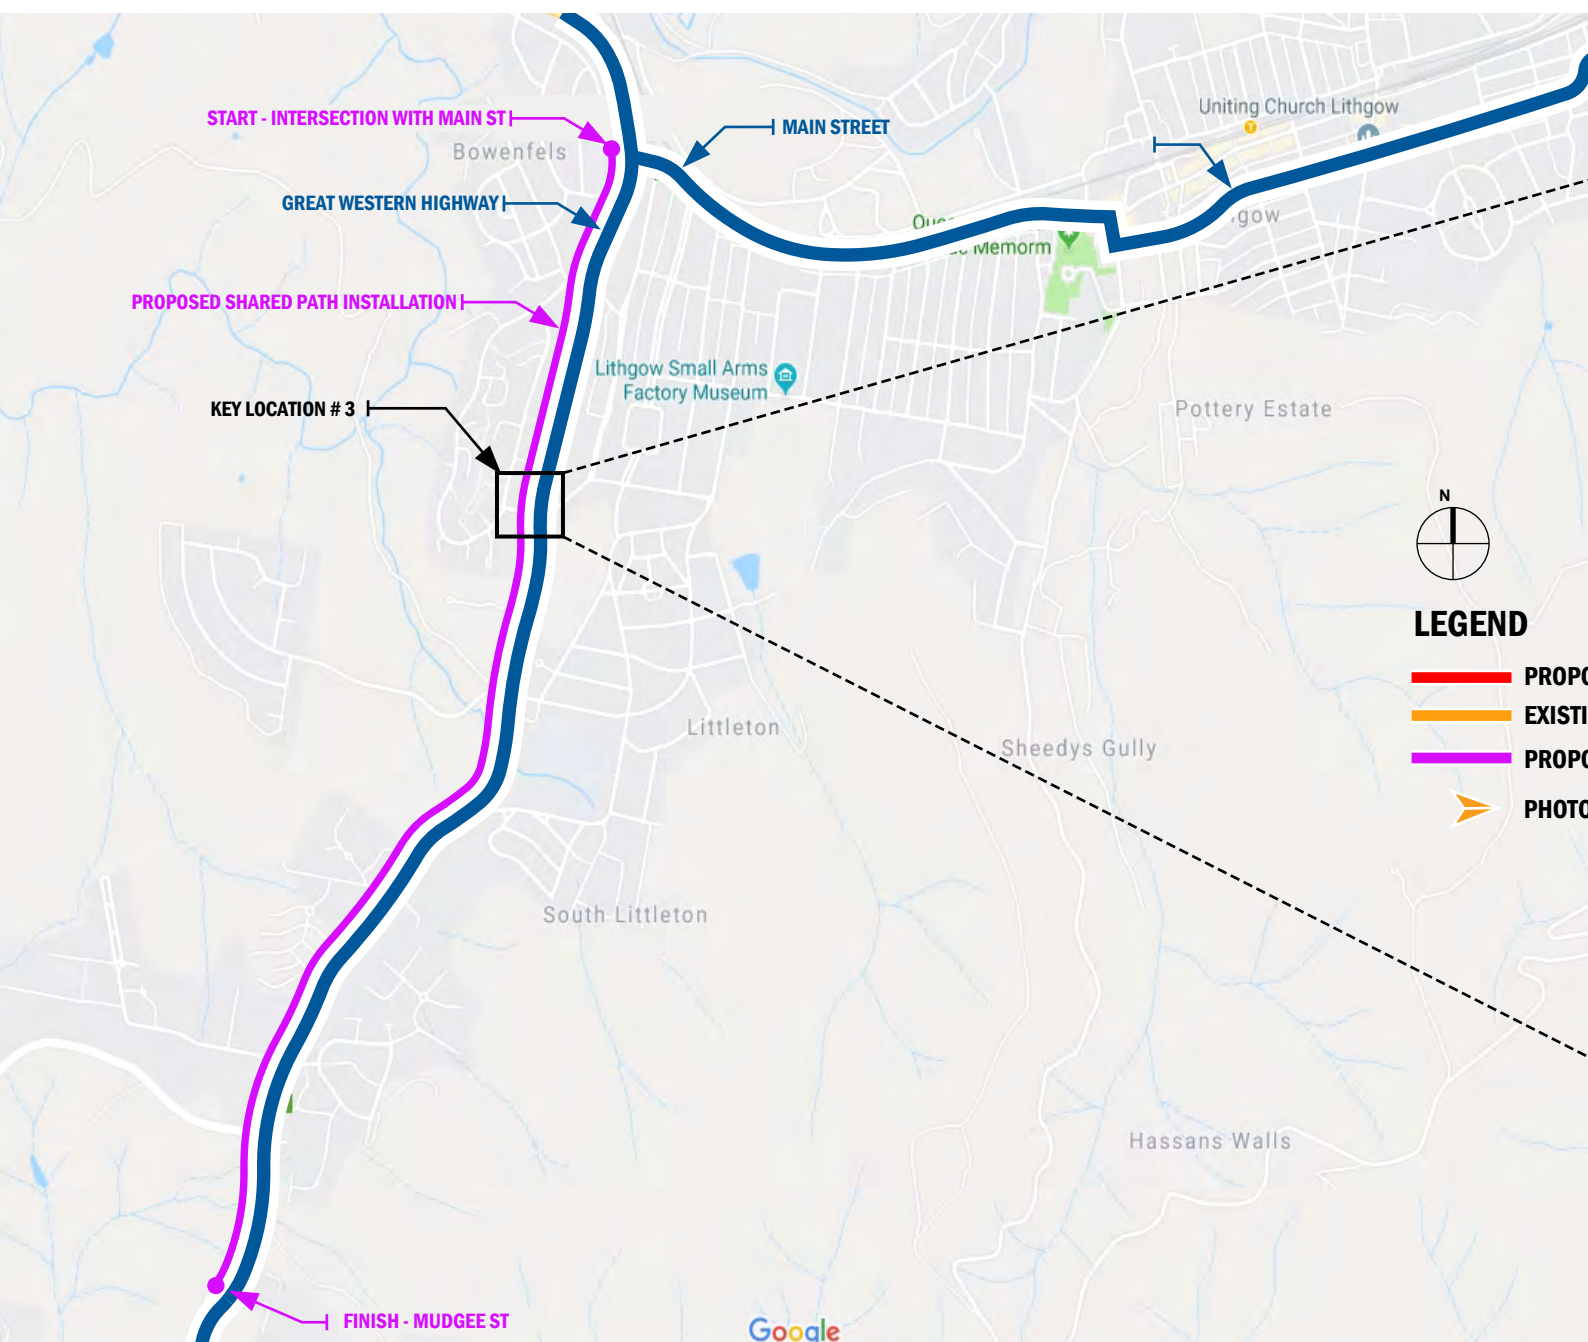 START - INTERSECTION WITH MAIN ST
Bowenfels
MAIN STREET
Uniting Church Lithgow
GREAT WESTERN HIGHWAY
gow
Memorm
PROPOSED SHARED PATH INSTALLATION
Lithgow Small Arms
Factory Museum
KEY LOCATION # 3
Pottery Estate
N
LEGEND
PROPO
EXISTI
PROPO
PHOTO
Littleton
Sheedys Gully
South Littleton
Hassans Walls
FINISH - MUDGEE ST
Google